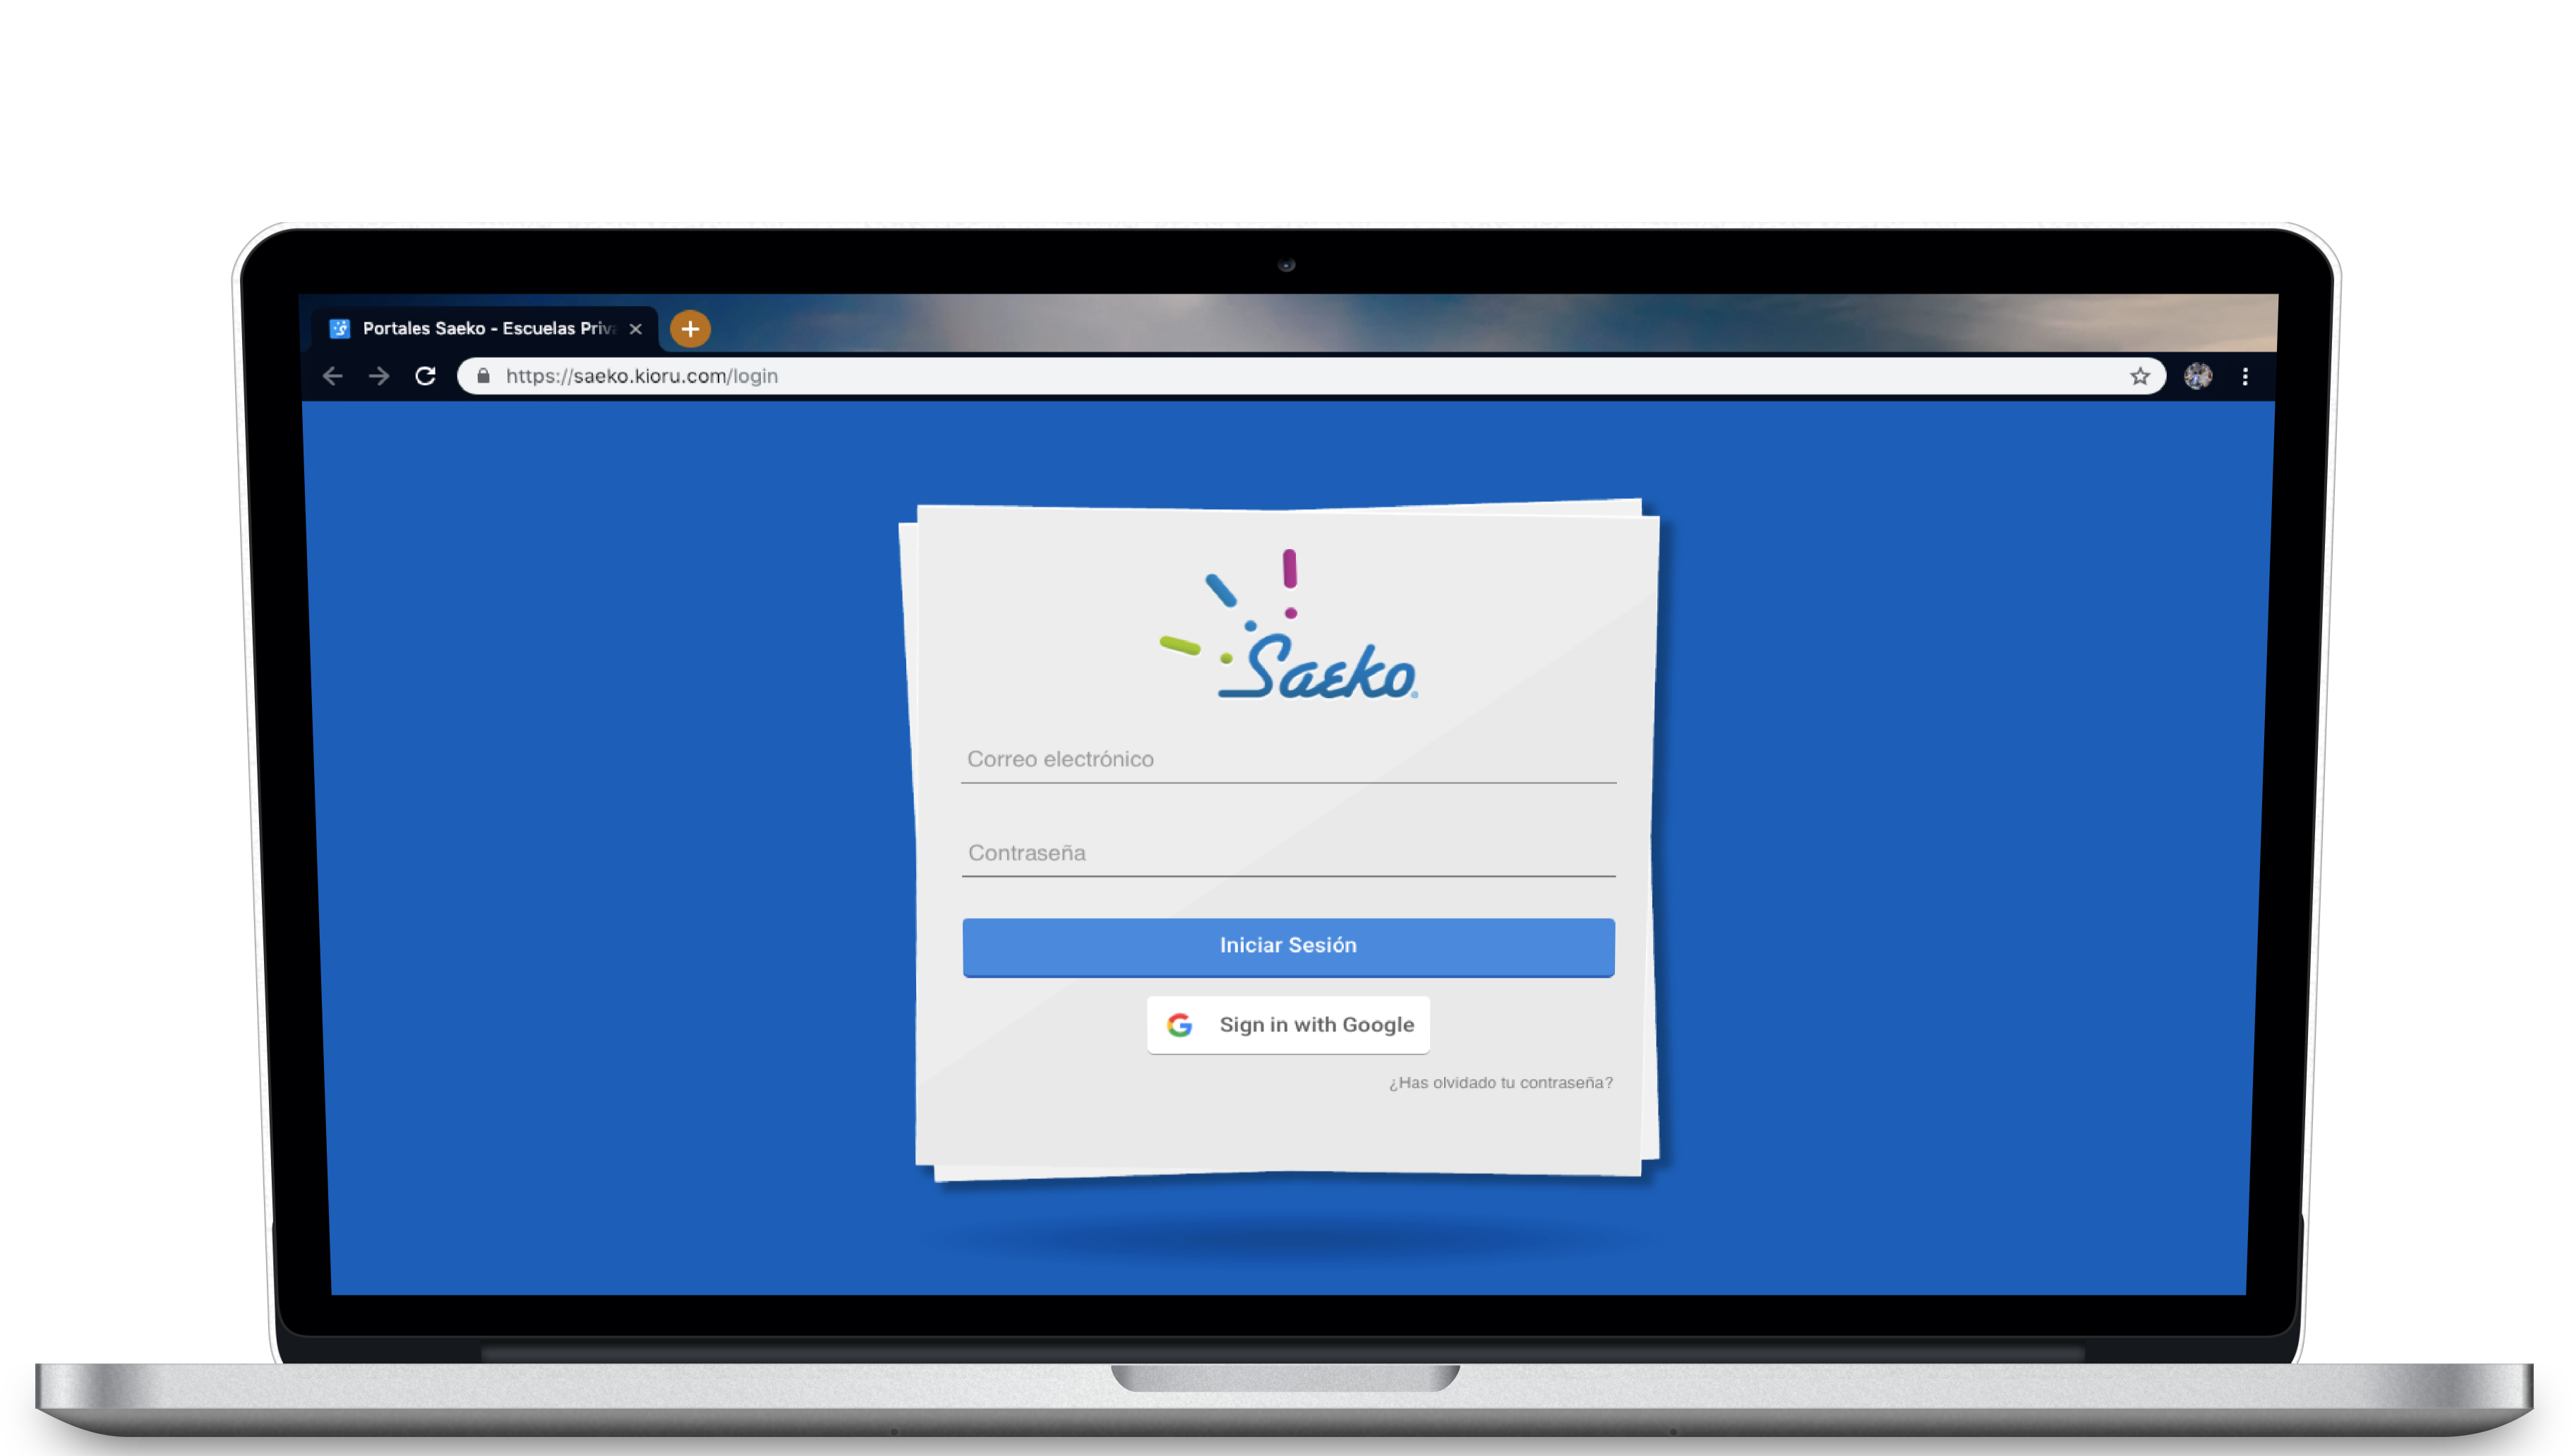 Portales Saeko - Escuelas Priv
https://saeko.kioru.com/login
Saeko
Correo electrónico
Contraseña
Iniciar Sesión
Sign in with Google
¿Has olvidado tu contraseña?